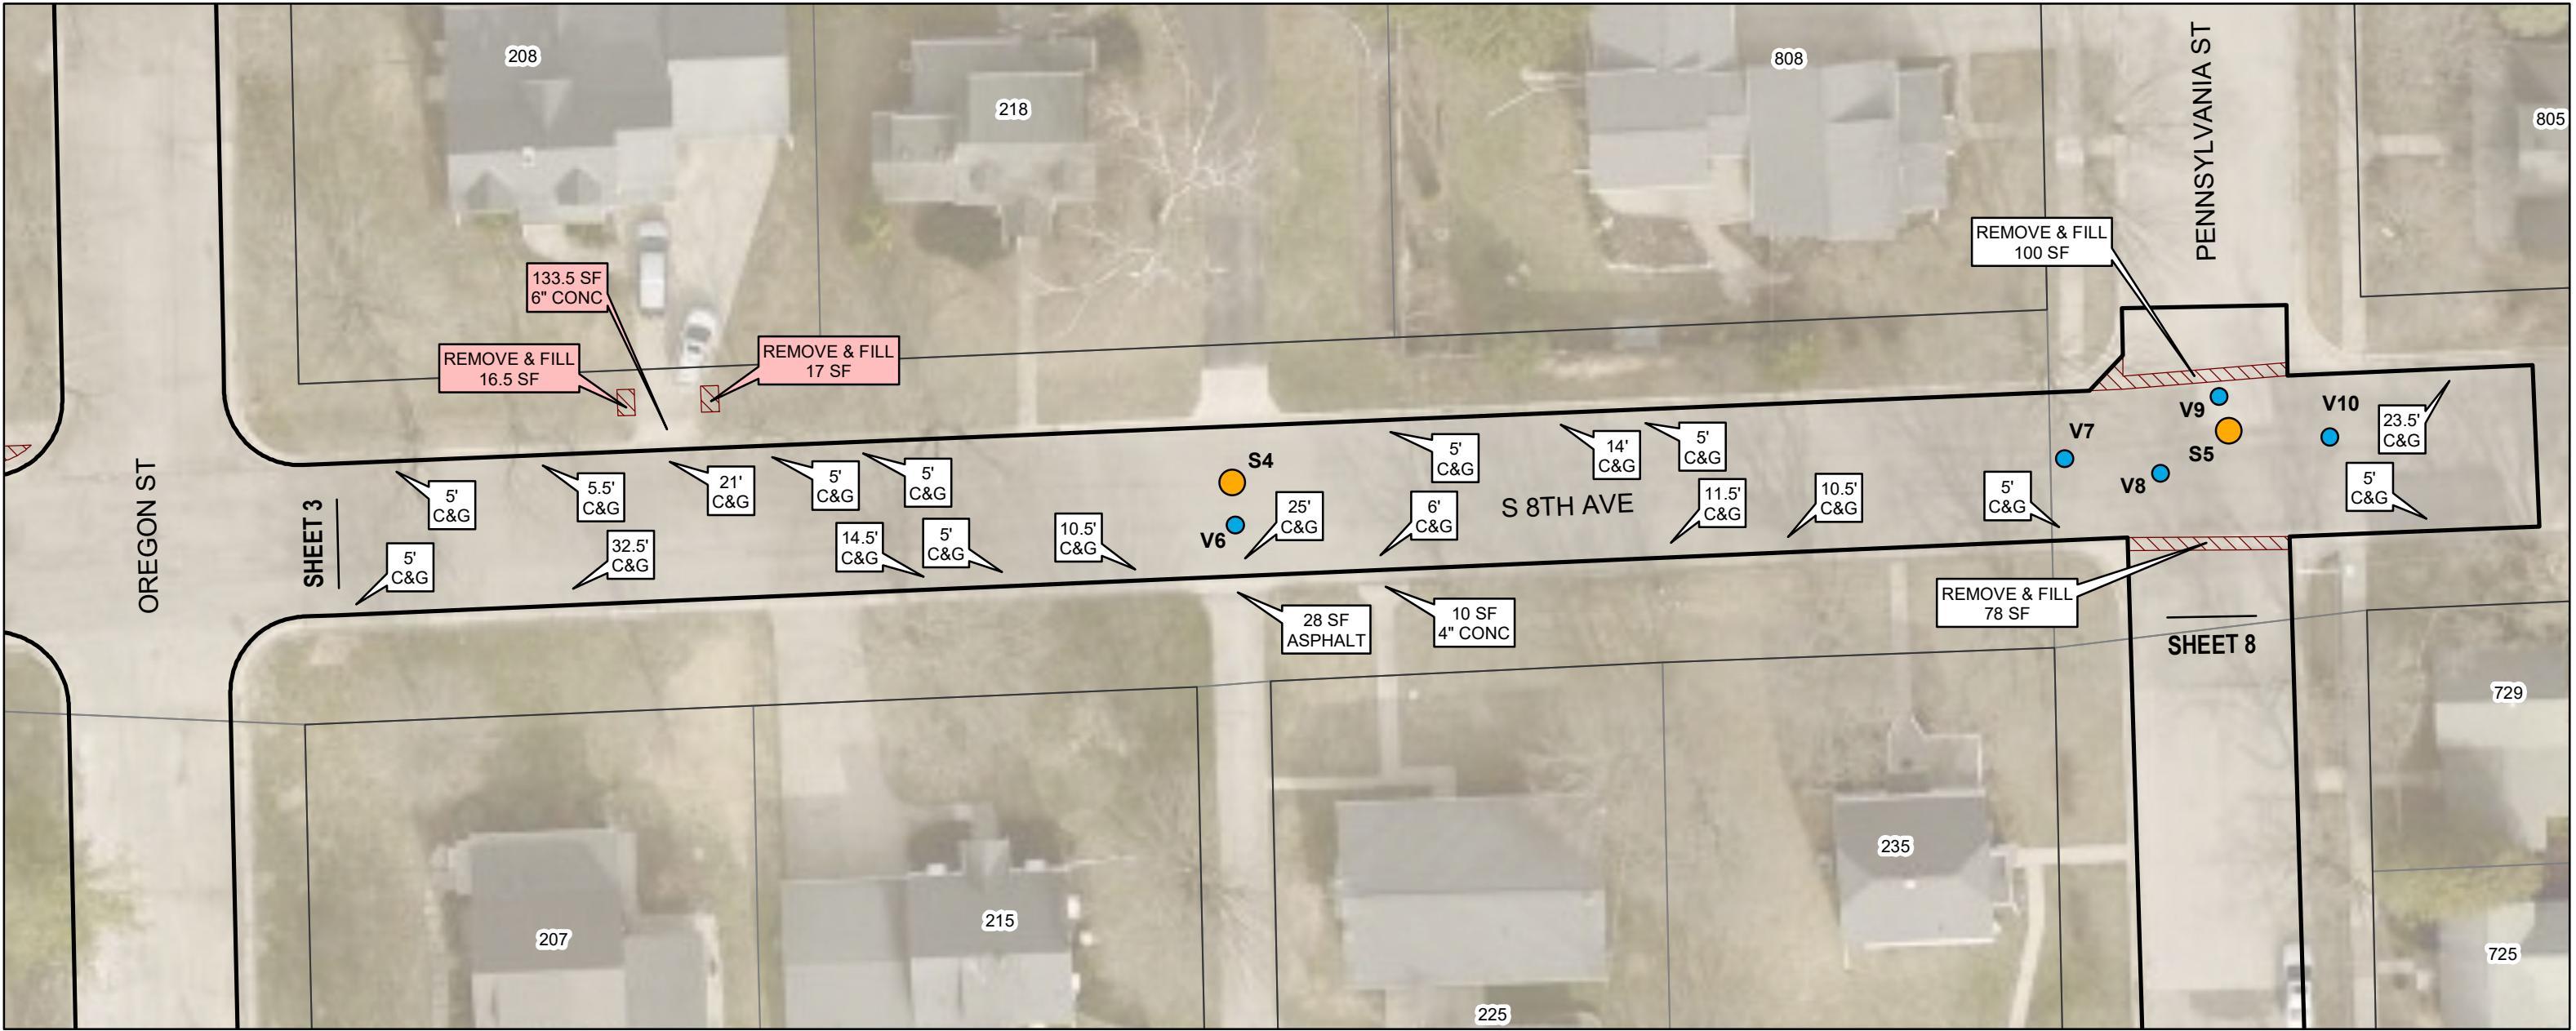 208
218
808
805
PENNSYLVANIA ST
REMOVE & FILL
100 SF
133.5 SF
6" CONC
REMOVE & FILL
16.5 SF
REMOVE & FILL
17 SF
V9
V10
V7
S5
V8
23.5'
C&G
5'
C&G
5'
C&G
5.5'
C&G
21'
C&G
5'
C&G
5'
C&G
S4
V6
5'
C&G
14'
C&G
5'
C&G
S 8TH AVE
OREGON ST
SHEET 3
5'
C&G
32.5'
C&G
14.5'
C&G
5'
C&G
10.5'
C&G
25'
C&G
6'
C&G
11.5'
C&G
10.5'
C&G
5'
C&G
28 SF
ASPHALT
10 SF
4" CONC
REMOVE & FILL
78 SF
SHEET 8
729
235
207
215
225
725